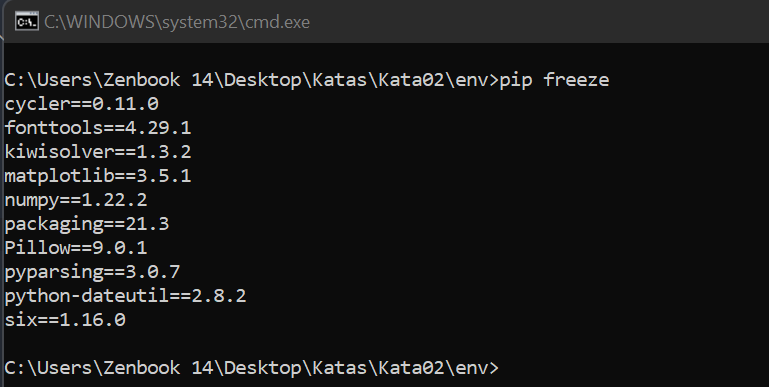 C:\WINDOWS\system32\cmd.exe
C:\Users\Zenbook 14\Desktop\Katas\Kata02\env>pip freeze
cycler==0.11.0
fonttools==4.29.1
kiwisolver==1.3.2
matplotlib==3.5.1
numpy==1.22.2
packaging==21.3
Pillow==9.0.1
pyparsing==3.0.7
python-dateutil==2.8.2
six==1.16.0
C:\Users\Zenbook 14\Desktop\Katas\Kata02\env>